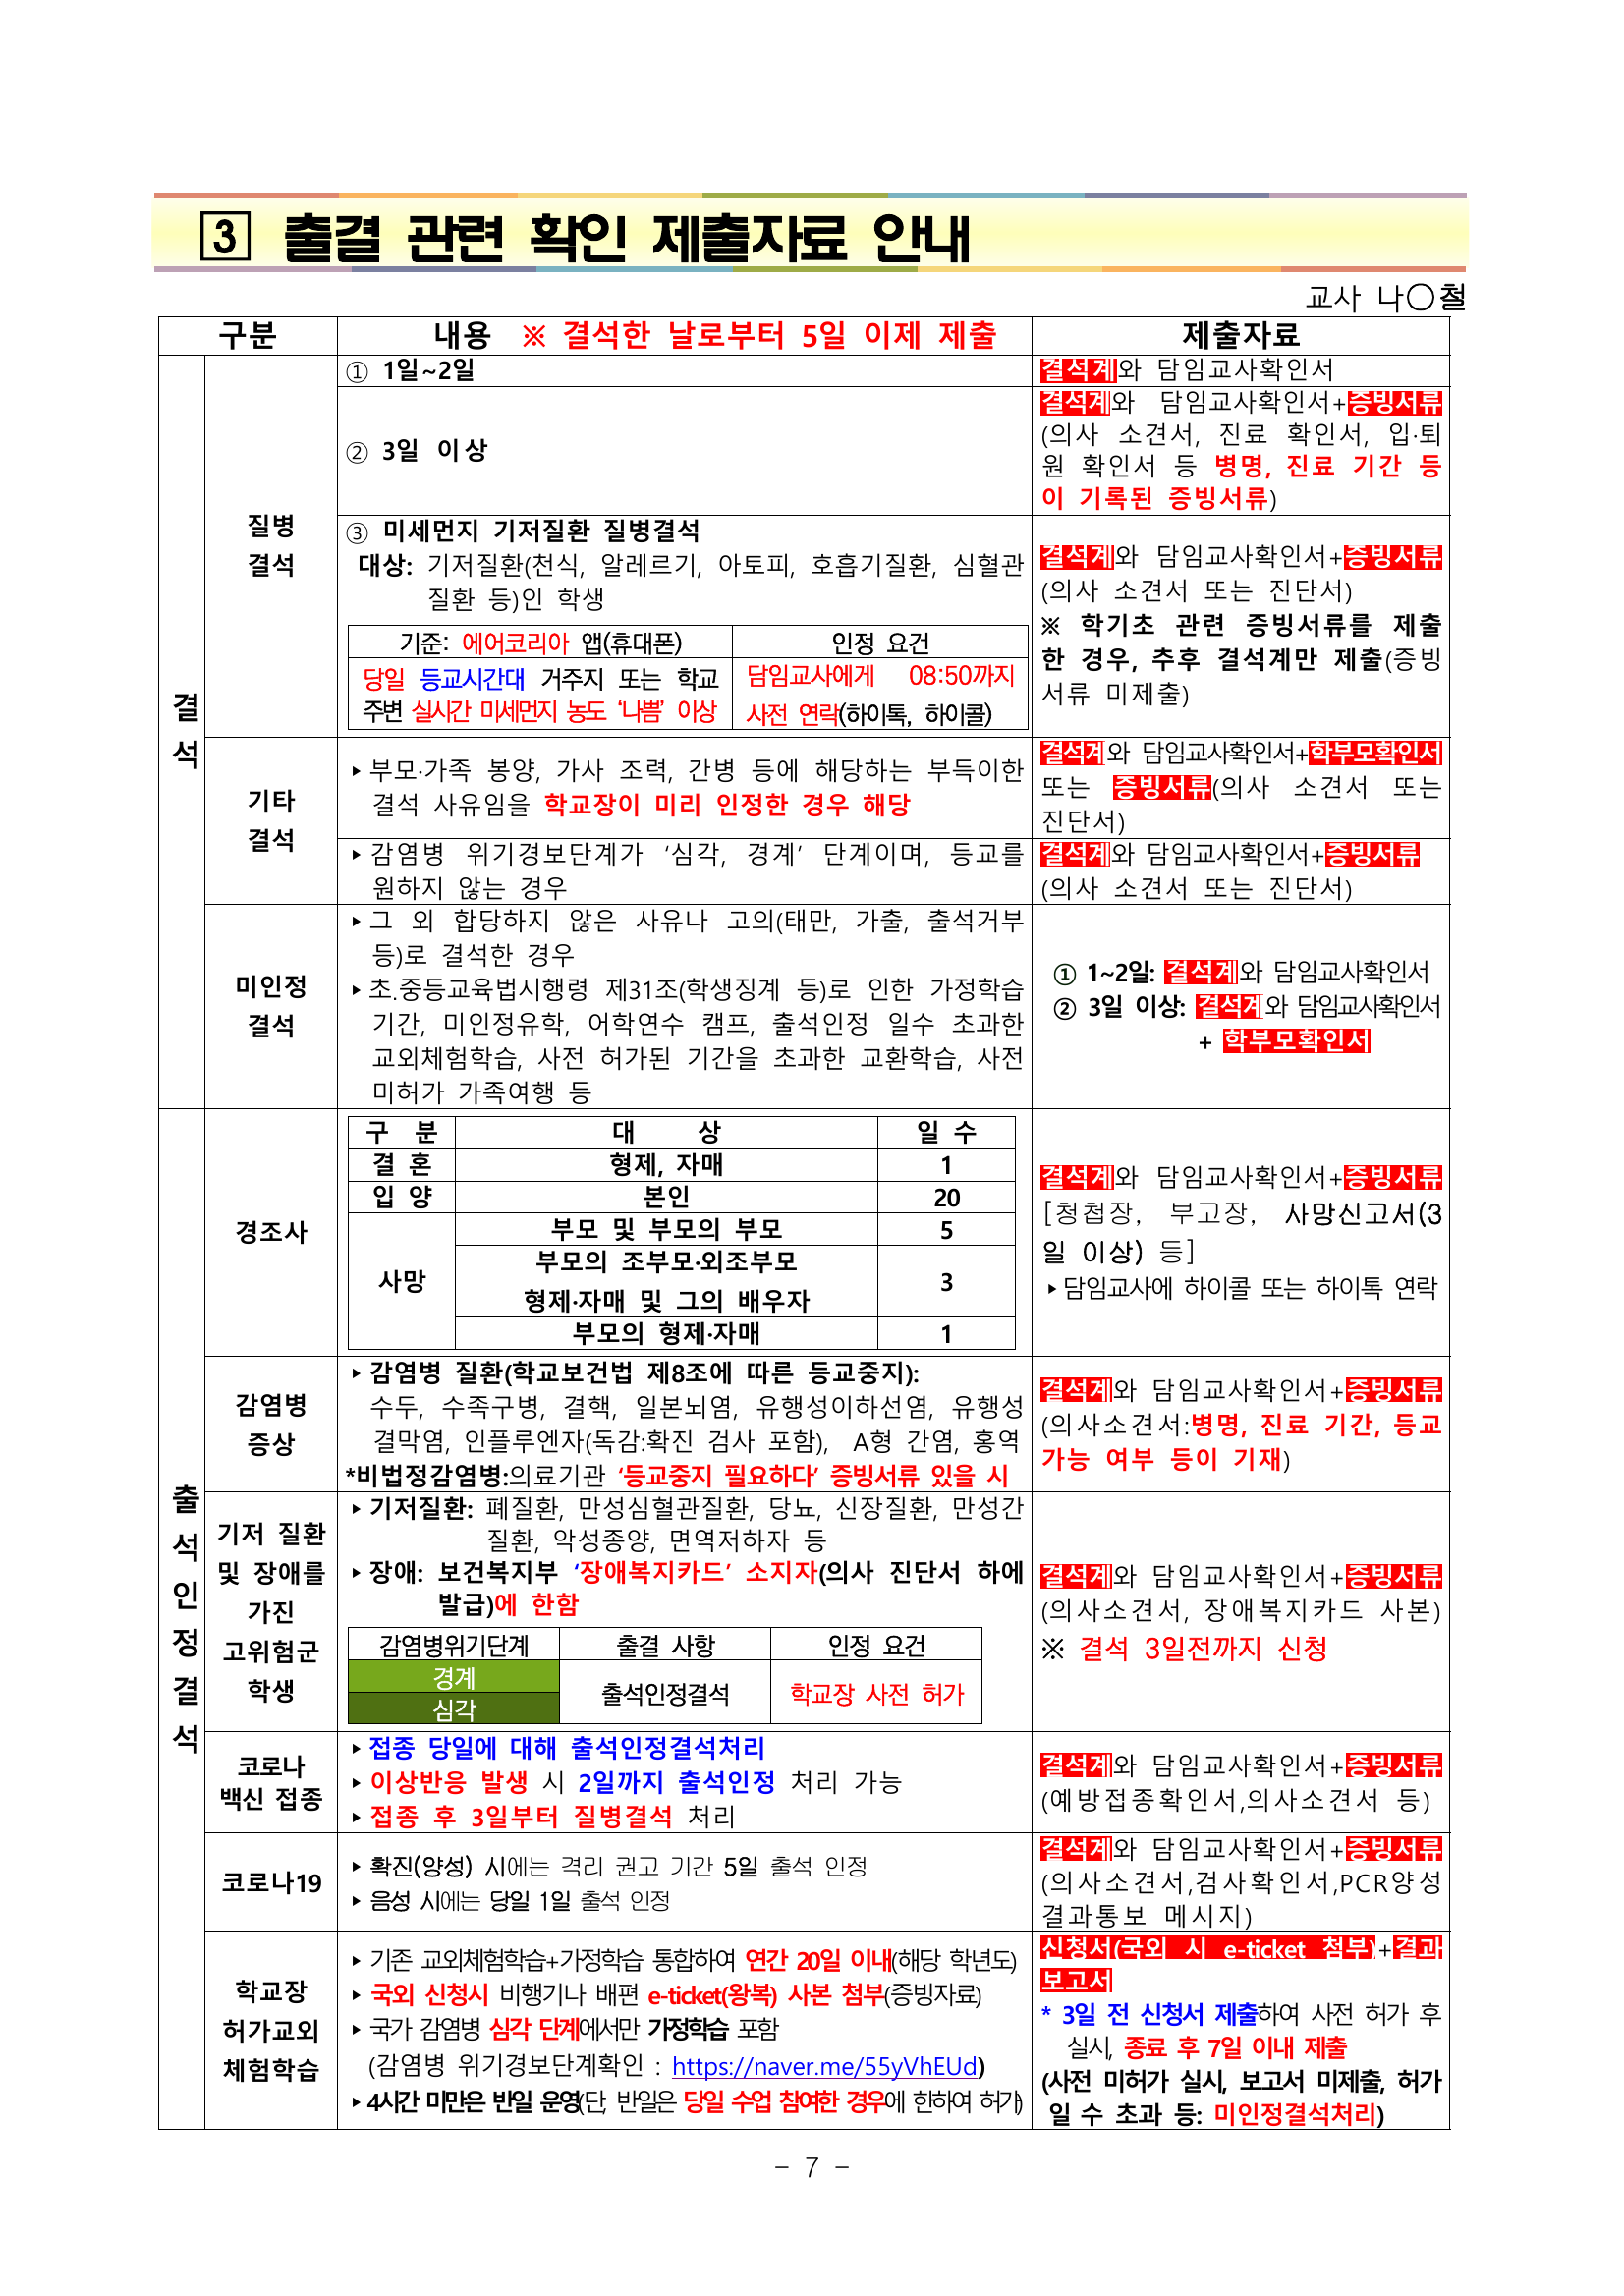 3 출결 관련 확인 제출자료 안내
교사 나○철
구분 내용 ※ 결석한 날로부터 5일 이제 제출 제출자료
결석
질병
결석
① 1일~2일
결석계와 담임교사확인서
② 3일 이상
결석계와 담임교사확인서+증빙서류
(의사 소견서, 진료 확인서, 입·퇴
원 확인서 등 병명, 진료 기간 등
이 기록된 증빙서류)
③ 미세먼지 기저질환 질병결석
대상: 기저질환(천식, 알레르기, 아토피, 호흡기질환, 심혈관
질환 등)인 학생
기준: 에어코리아 앱(휴대폰) 인정 요건
당일 등교시간대 거주지 또는 학교
주변 실시간 미세먼지 농도 ‘나쁨’ 이상
담임교사에게 08:50까지
사전 연락(하이톡, 하이콜)
결석계와 담임교사확인서+증빙서류
(의사 소견서 또는 진단서)
※ 학기초 관련 증빙서류를 제출
한 경우, 추후 결석계만 제출(증빙
서류 미제출)
기타
결석
▸부모·가족 봉양, 가사 조력, 간병 등에 해당하는 부득이한
결석 사유임을 학교장이 미리 인정한 경우 해당
결석계와 담임교사확인서+학부모확인서
또는 증빙서류(의사 소견서 또는
진단서)
▸감염병 위기경보단계가 ‘심각, 경계’ 단계이며, 등교를
원하지 않는 경우
결석계와 담임교사확인서+증빙서류
(의사 소견서 또는 진단서)
미인정
결석
▸그 외 합당하지 않은 사유나 고의(태만, 가출, 출석거부
등)로 결석한 경우
▸초.중등교육법시행령 제31조(학생징계 등)로 인한 가정학습
기간, 미인정유학, 어학연수 캠프, 출석인정 일수 초과한
교외체험학습, 사전 허가된 기간을 초과한 교환학습, 사전
미허가 가족여행 등
① 1~2일: 결석계와 담임교사확인서
② 3일 이상: 결석계와 담임교사확인서
+ 학부모확인서
출석인정결석
경조사
구 분 대 상 일 수
결 혼 형제, 자매 1
입 양 본인 20
사망 부모 및 부모의 부모 5
부모의 조부모·외조부모
형제·자매 및 그의 배우자 3
부모의 형제·자매 1
결석계와 담임교사확인서+증빙서류
[청첩장, 부고장, 사망신고서(3
일 이상) 등]
▸담임교사에 하이콜 또는 하이톡 연락
감염병
증상
▸감염병 질환(학교보건법 제8조에 따른 등교중지):
수두, 수족구병, 결핵, 일본뇌염, 유행성이하선염, 유행성
결막염, 인플루엔자(독감:확진 검사 포함), A형 간염, 홍역
*비법정감염병:의료기관 ‘등교중지 필요하다’ 증빙서류 있을 시
결석계와 담임교사확인서+증빙서류
(의사소견서:병명, 진료 기간, 등교
가능 여부 등이 기재)
기저 질환
및 장애를
가진
고위험군
학생
▸기저질환: 폐질환, 만성심혈관질환, 당뇨, 신장질환, 만성간
질환, 악성종양, 면역저하자 등
▸장애: 보건복지부 ‘장애복지카드’ 소지자(의사 진단서 하에
발급)에 한함
감염병위기단계 출결 사항 인정 요건
경계
심각
출석인정결석 학교장 사전 허가
결석계와 담임교사확인서+증빙서류
(의사소견서, 장애복지카드 사본)
※ 결석 3일전까지 신청
코로나
백신 접종
▸접종 당일에 대해 출석인정결석처리
▸이상반응 발생 시 2일까지 출석인정 처리 가능
▸접종 후 3일부터 질병결석 처리
결석계와 담임교사확인서+증빙서류
(예방접종확인서,의사소견서 등)
코로나19
▸확진(양성) 시에는 격리 권고 기간 5일 출석 인정
▸음성 시에는 당일 1일 출석 인정
결석계와 담임교사확인서+증빙서류
(의사소견서,검사확인서,PCR양성
결과통보 메시지)
학교장
허가교외
체험학습
▸기존 교외체험학습+가정학습 통합하여 연간 20일 이내(해당 학년도)
▸국외 신청시 비행기나 배편 e-ticket(왕복) 사본 첨부(증빙자료)
▸국가 감염병 심각 단계에서만 가정학습 포함
(감염병 위기경보단계확인 : https://naver.me/55yVhEUd)
▸4시간 미만은 반일 운영(단, 반일은 당일 수업 참여한 경우에 한하여 허가)
신청서(국외 시 e-ticket 첨부)+결과
보고서
* 3일 전 신청서 제출하여 사전 허가 후
실시, 종료 후 7일 이내 제출
(사전 미허가 실시, 보고서 미제출, 허가
일 수 초과 등: 미인정결석처리)
- 7 -